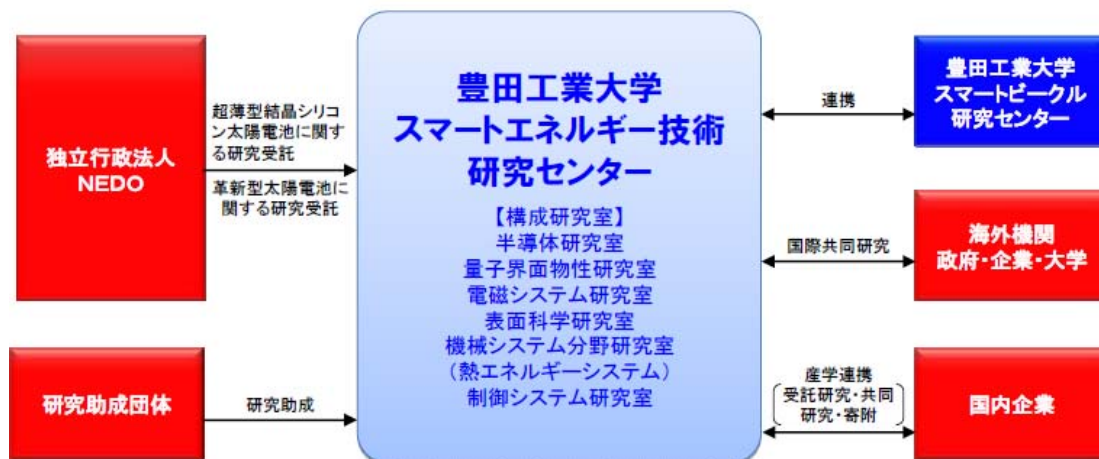 独立行政法人
NEDO
超薄型結晶シリコ
ン太陽電池に関す
る研究受託
革新型太陽電池に
関する研究受託
研究助成団体
研究助成
豊田工業大学
スマートエネルギー技術
研究センター
【構成研究室】
半導体研究室
量子界面物性研究室
電磁システム研究室
表面科学研究室
機械システム分野研究室
(熱エネルギーシステム)
制御システム研究室
連携
豊田工業大学
スマートビークル
研究センター
国際共同研究
海外機関
政府・企業・大学
産学連携
受託研究・共同
研究・寄附
国内企業